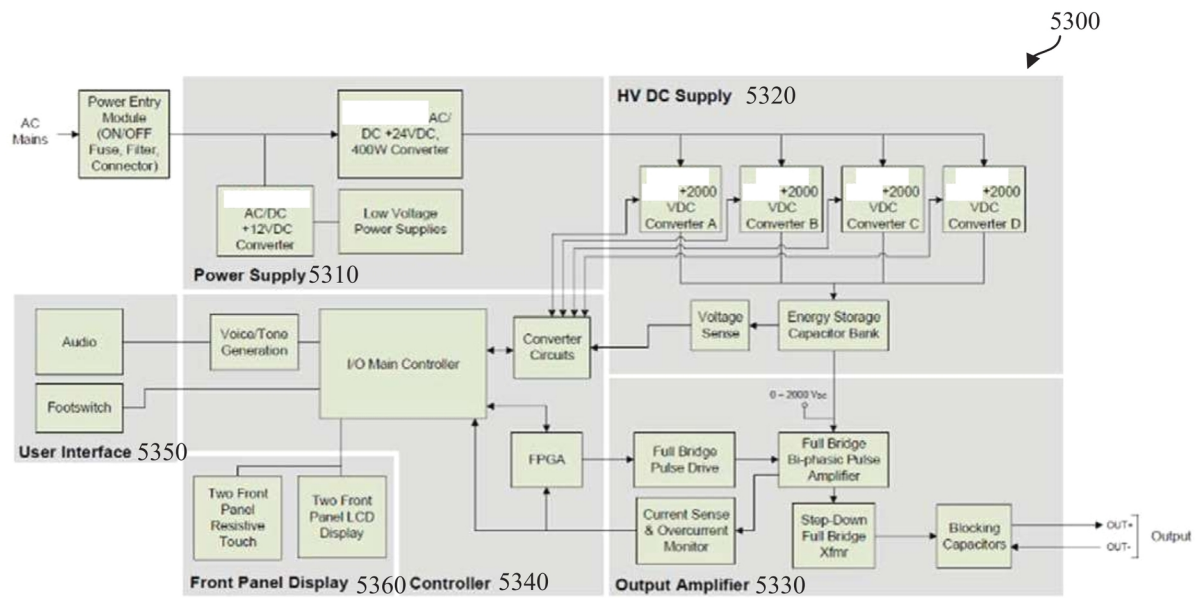 5300
AC
Mains
Power Entry
Module
(ON/OFF
Fuse, Filter,
Connector)
AC/
DC +24VDC,
400W Converter
AC/DC
+12VDC
Converter
Low Voltage
Power Supplies
Power Supply 5310
HV DC Supply 5320
+2000
VDC
Converter A
+2000
VDC
Converter B
+2000
VDC
Converter C
+2000
VDC
Converter D
Voltage
Sense
Energy Storage
Capacitor Bank
Audio
Footswitch
User Interface 5350
Voice/Tone
Generation
I/O Main Controller
Converter
Circuits
FPGA
Two Front
Panel
Resistive
Touch
Two Front
Panel LCD
Display
Front Panel Display 5360
Controller 5340
0 – 2000 VDC
Full Bridge
Pulse Drive
Full Bridge
Bi-phasic Pulse
Amplifier
Current Sense
& Overcurrent
Monitor
Step-Down
Full Bridge
Xfmr
Blocking
Capacitors
OUT+
OUT-
Output
Output Amplifier 5330